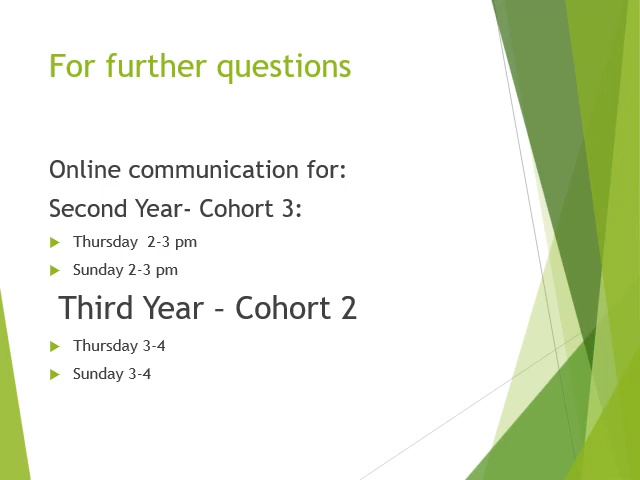 For further questions
Online communication for:
Second Year- Cohort 3:
Thursday  2-3 pm
Sunday 2-3 pm
Third Year – Cohort 2
Thursday 3-4
Sunday 3-4